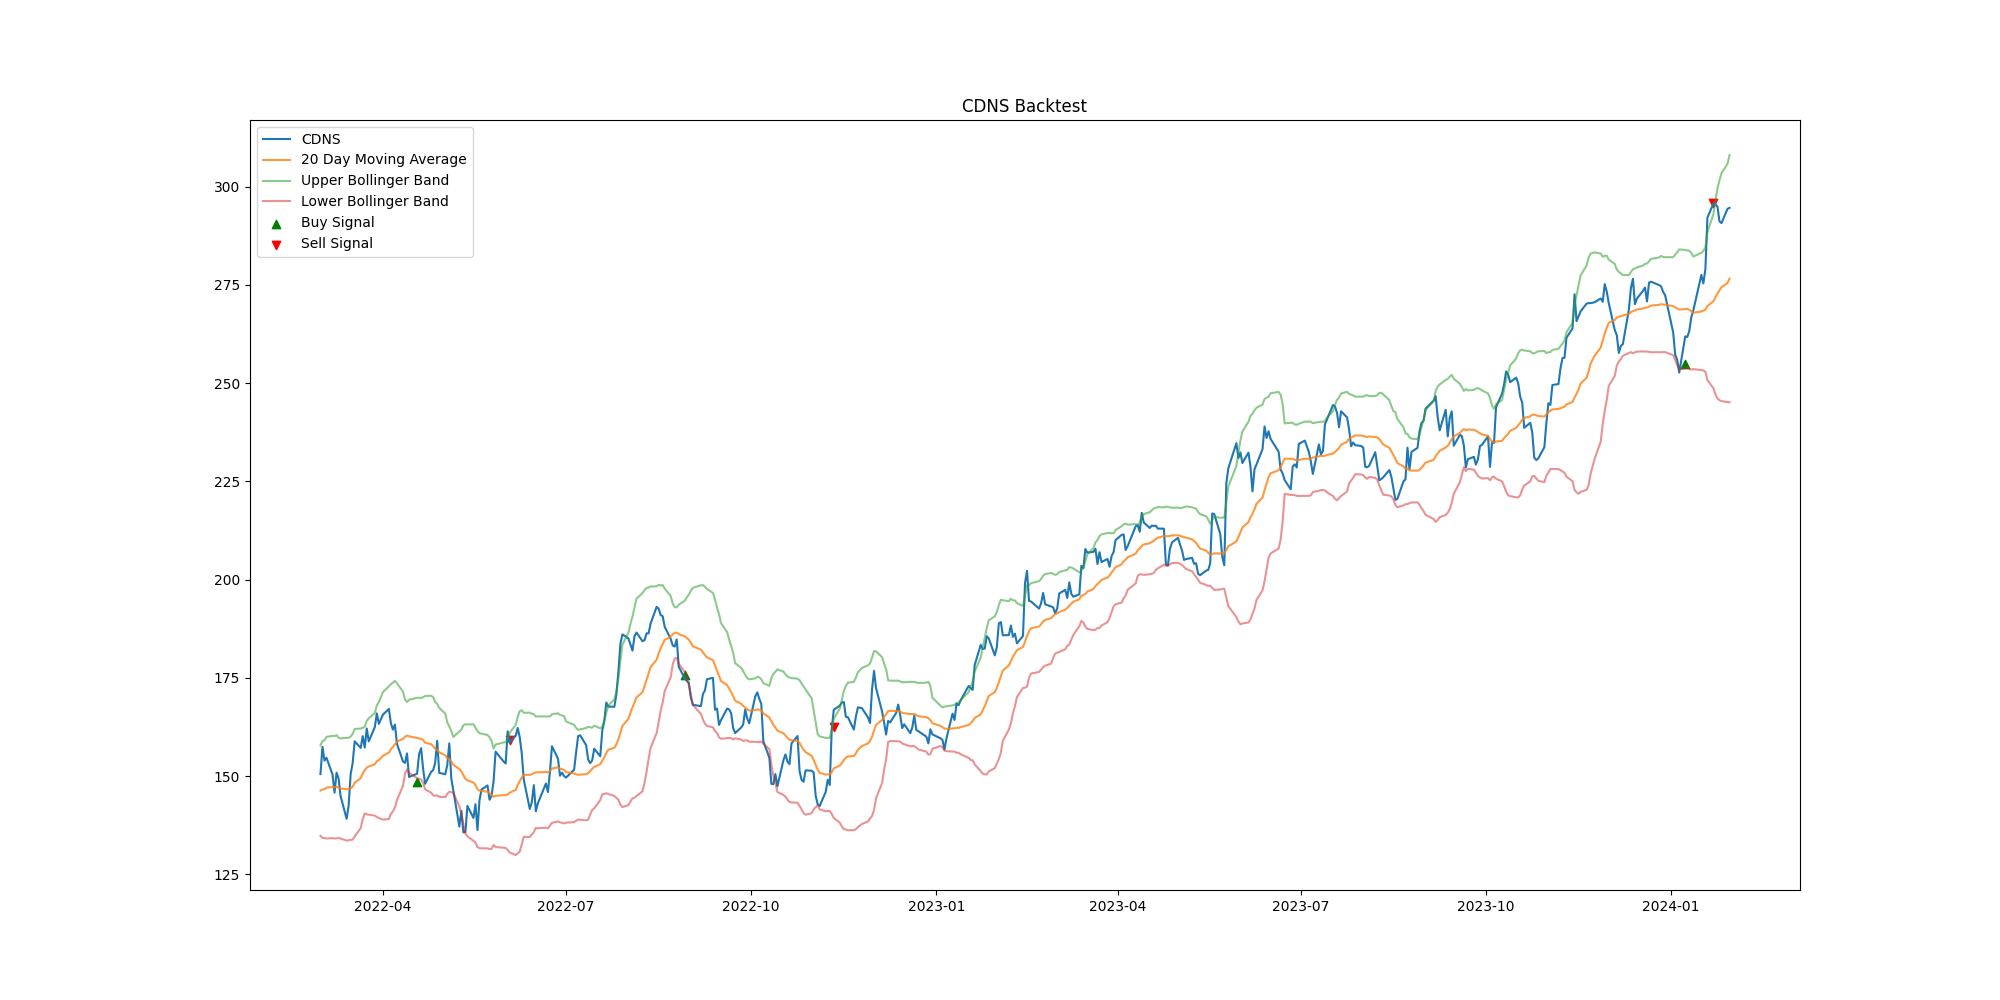 CDNS Backtest
CDNS
20 Day Moving Average
Upper Bollinger Band
Lower Bollinger Band
Buy Signal
Sell Signal
300
275
250
225
200
175
150
125
2022-04 2022-07 2022-10 2023-01 2023-04 2023-07 2023-10 2024-01